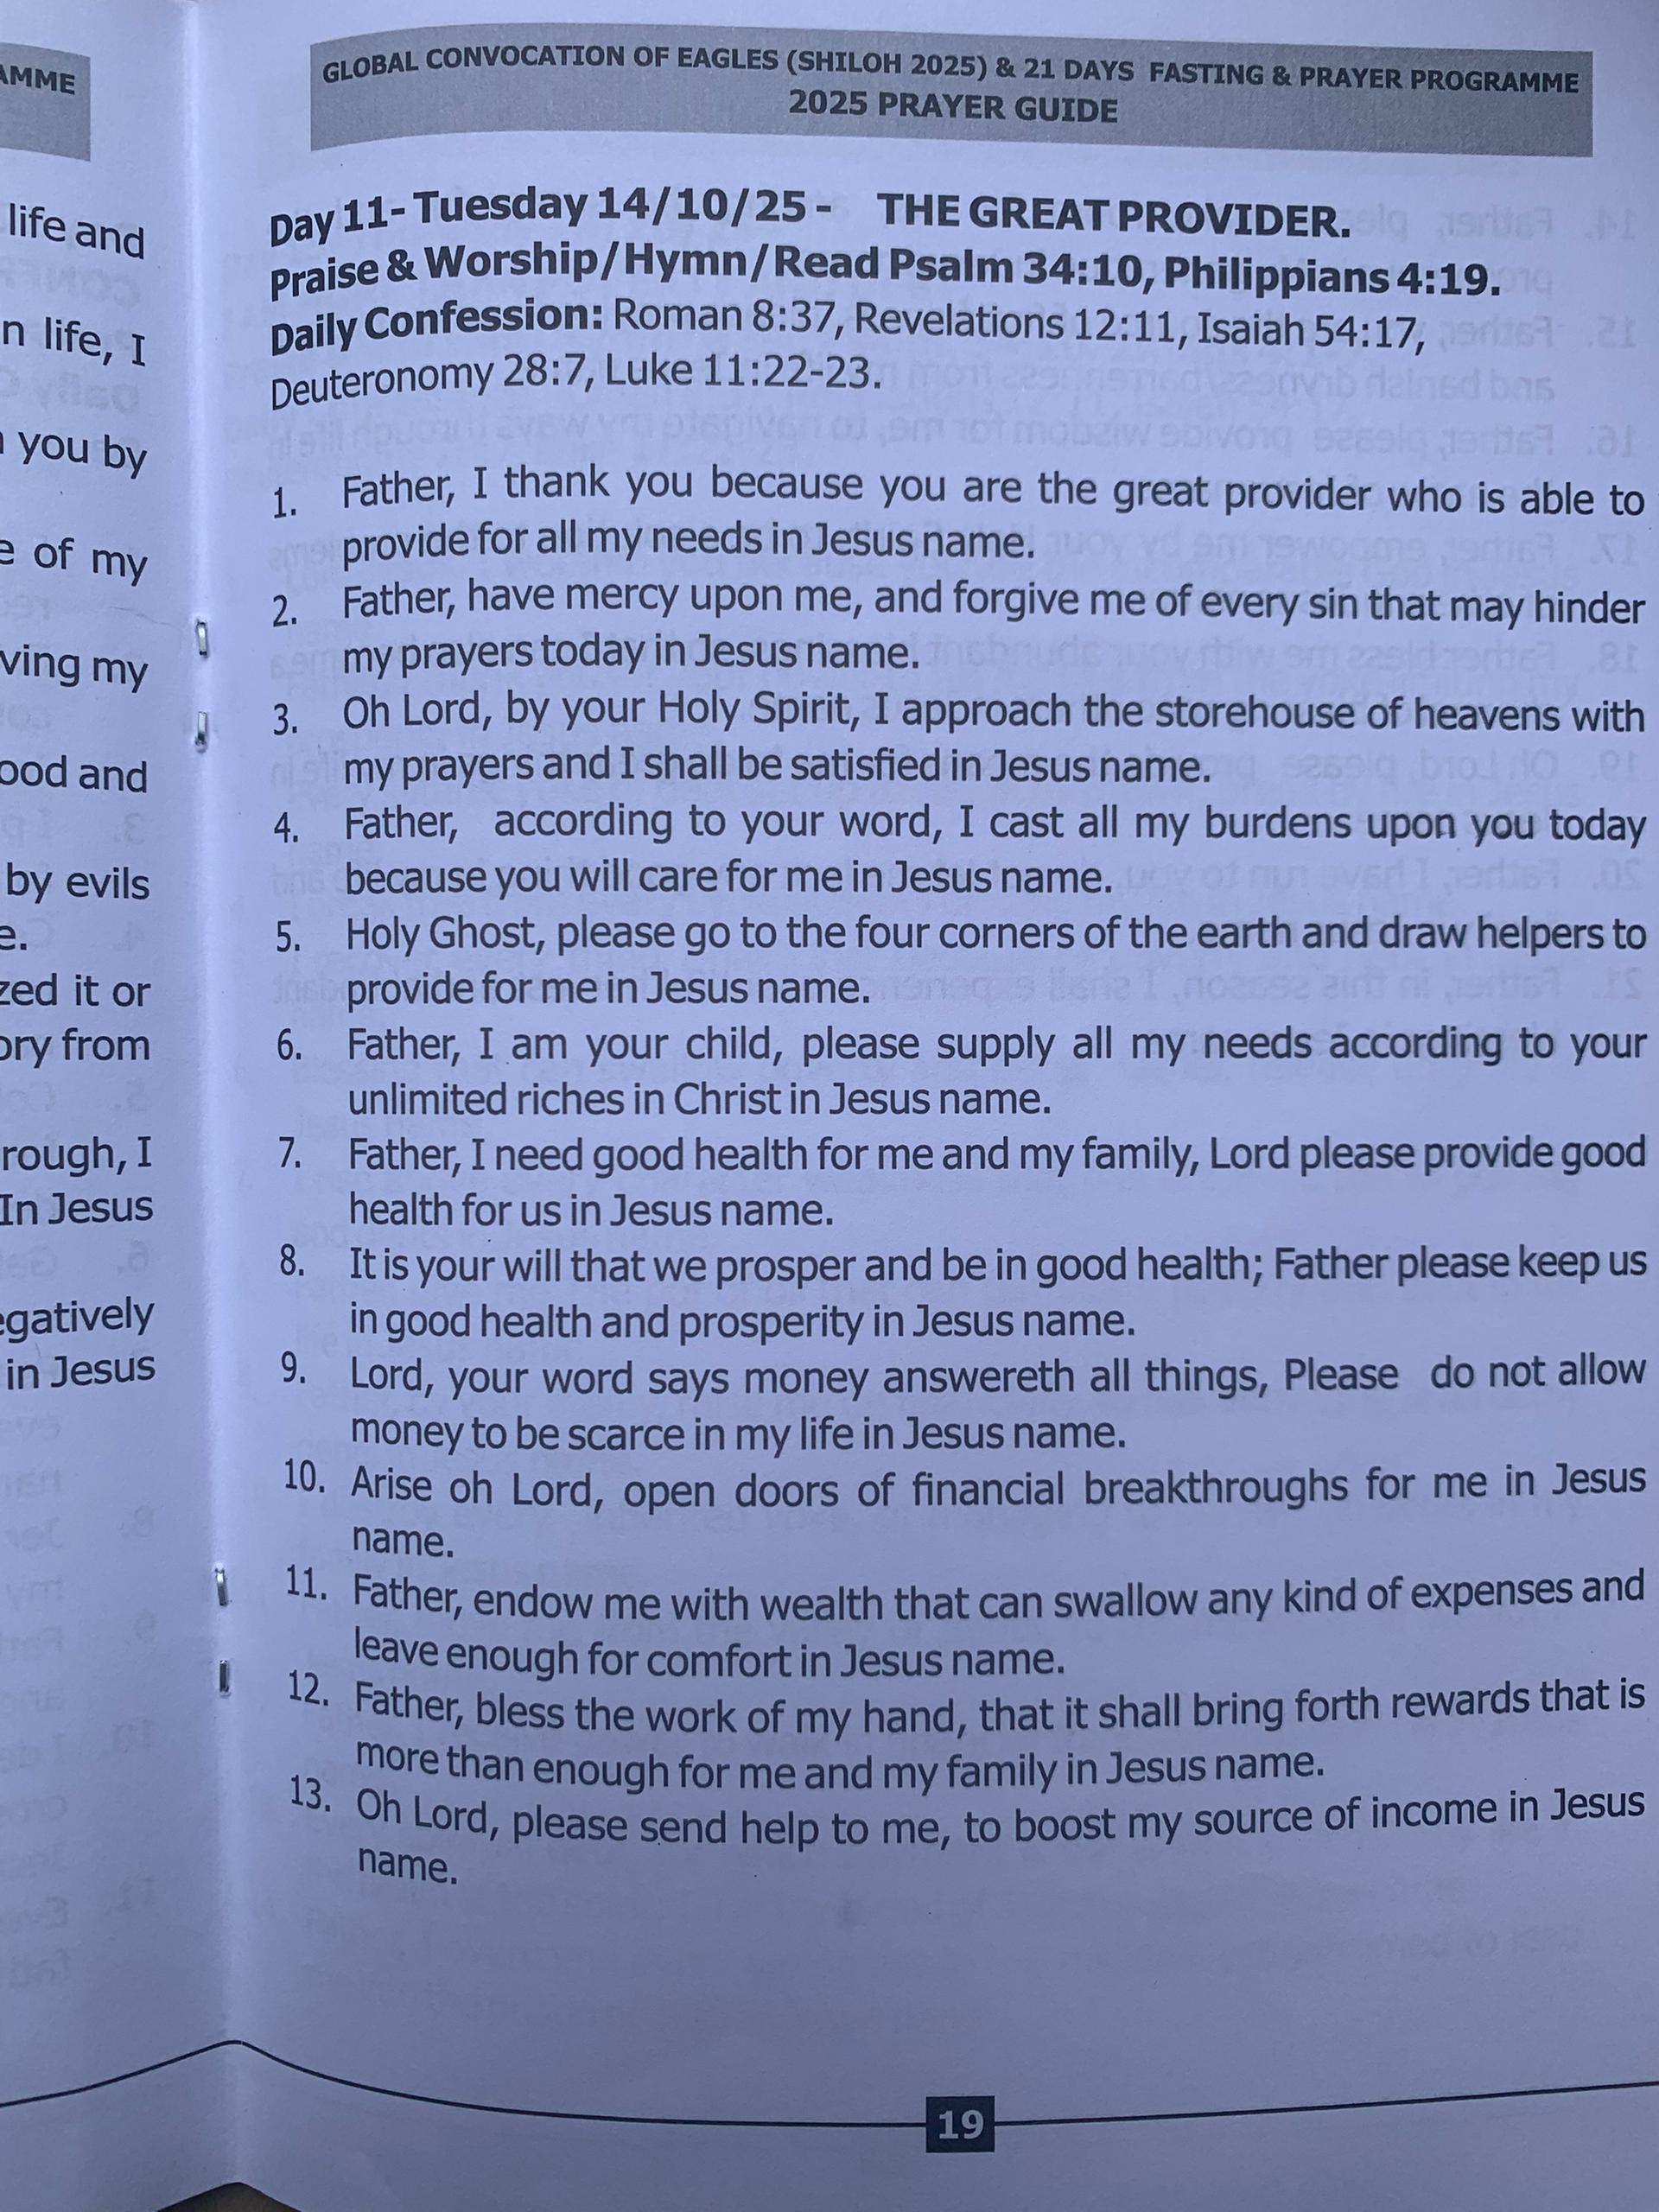 AMME
life and
n life, I
you by
e of my
ving my
ood and
by evils
e.
zed it or
ory from
rough, I
In Jesus
egatively
in Jesus
GLOBAL CONVOCATION OF EAGLES (SHILOH 2025) & 21 DAYS FASTING & PRAYER PROGRAMME
2025 PRAYER GUIDE
Day 11- Tuesday 14/10/25 - THE GREAT PROVIDER.
Praise & Worship/Hymn/Read Psalm 34:10, Philippians 4:19.
Daily Confession: Roman 8:37, Revelations 12:11, Isaiah 54:17,
Deuteronomy 28:7, Luke 11:22-23.
1. Father, I thank you because you are the great provider who is able to
provide for all my needs in Jesus name.
2. Father, have mercy upon me, and forgive me of every sin that may hinder
my prayers today in Jesus name.
3. Oh Lord, by your Holy Spirit, I approach the storehouse of heavens with
my prayers and I shall be satisfied in Jesus name.
4. Father, according to your word, I cast all my burdens upon you today
because you will care for me in Jesus name.
5. Holy Ghost, please go to the four corners of the earth and draw helpers to
provide for me in Jesus name.
6. Father, I am your child, please supply all my needs according to your
unlimited riches in Christ in Jesus name.
7. Father, I need good health for me and my family, Lord please provide good
health for us in Jesus name.
8. It is your will that we prosper and be in good health; Father please keep us
in good health and prosperity in Jesus name.
9. Lord, your word says money answereth all things, Please do not allow
money to be scarce in my life in Jesus name.
10. Arise oh Lord, open doors of financial breakthroughs for me in Jesus
name.
11. Father, endow me with wealth that can swallow any kind of expenses and
leave enough for comfort in Jesus name.
12. Father, bless the work of my hand, that it shall bring forth rewards that is
more than enough for me and my family in Jesus name.
13. Oh Lord, please send help to me, to boost my source of income in Jesus
name.
19